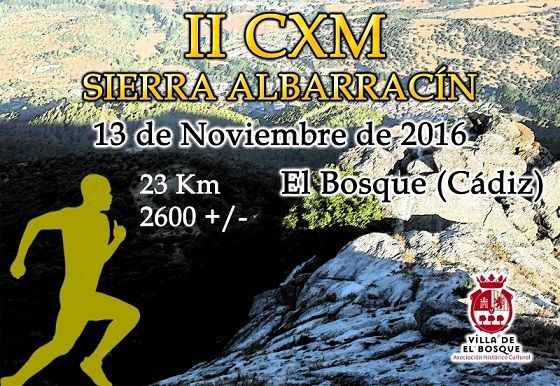 II CXM
SIERRA ALBARRACÍN
13 de Noviembre de 2016
23 Km
2600 +/-
El Bosque (Cádiz)
VILLA DE
EL BOSQUE
Asociación Histórico Cultural